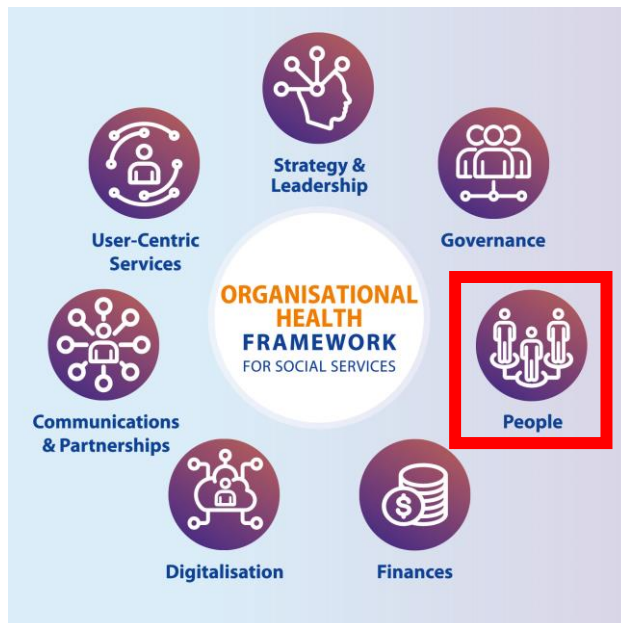 Strategy &
Leadership
Governance
User-Centric
Services
ORGANISATIONAL
HEALTH
FRAMEWORK
FOR SOCIAL SERVICES
People
Communications
& Partnerships
$
Digitalisation
Finances